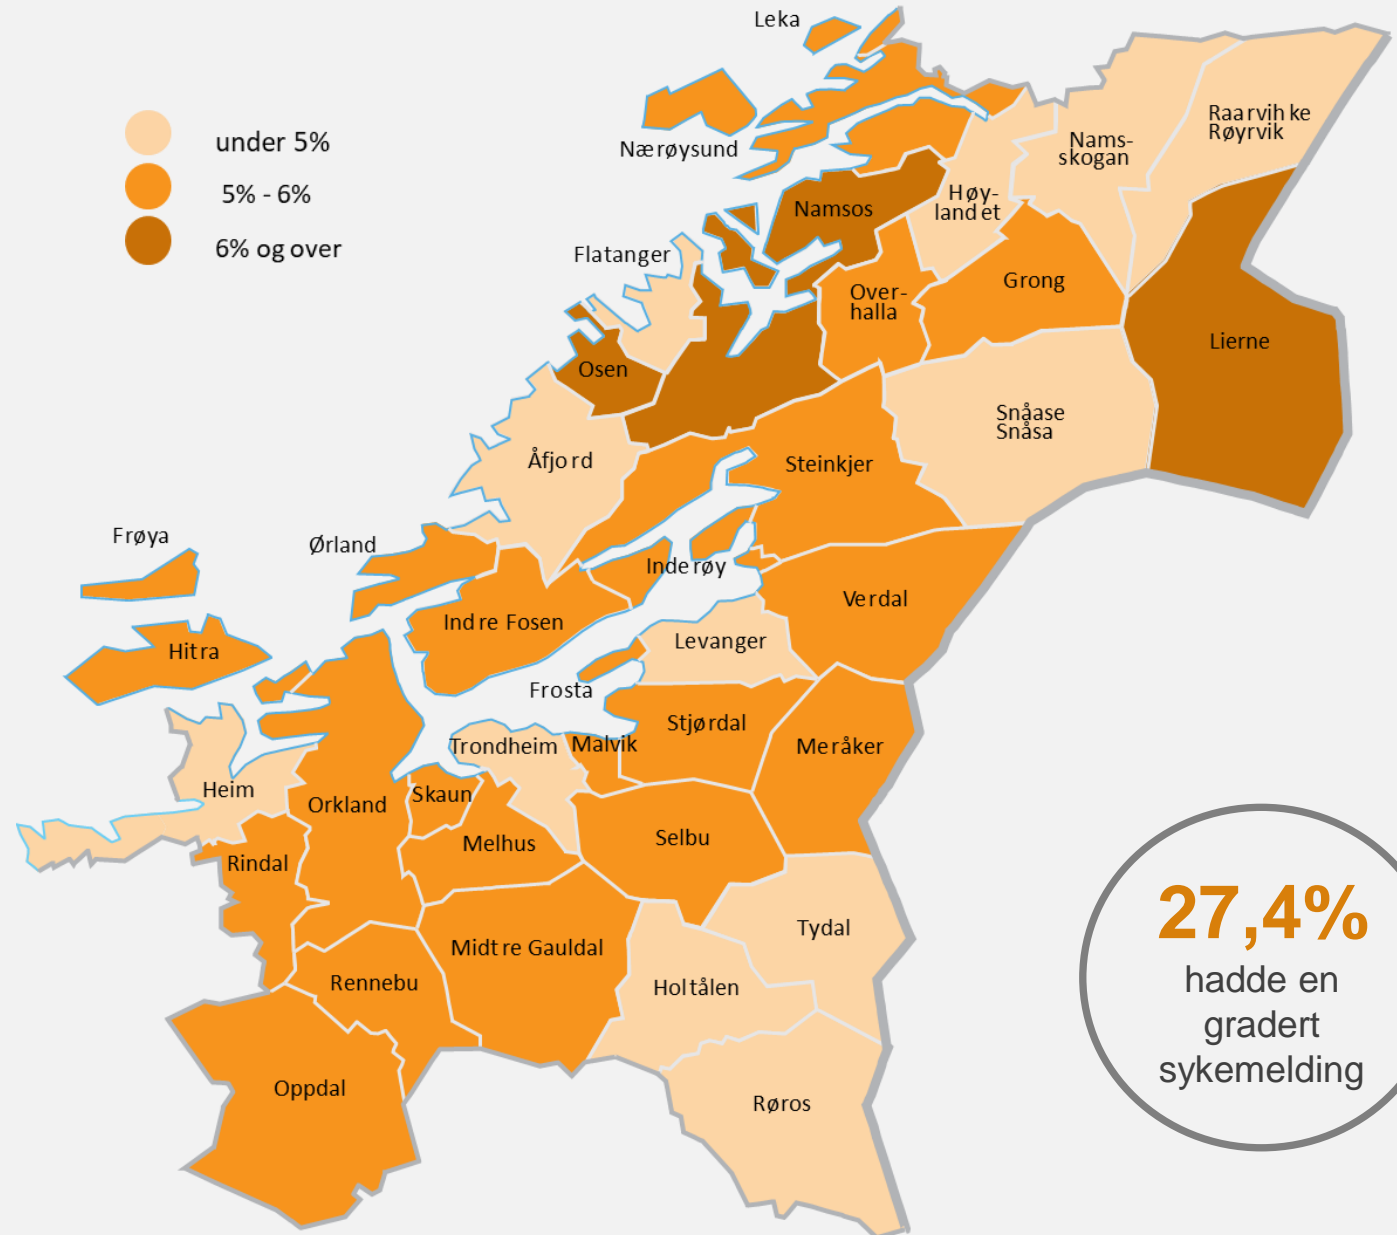 Leka
under 5%
5% - 6%
6% og over
Nærøysund
Raarvihke
Røyrvik
Nams-
skogan
Høy-
landet
Namsos
Flatanger
Over-
halla
Grong
Lierne
Osen
Snåase
Snåsa
Åfjord
Steinkjer
Frøya
Ørland
Inderøy
Verdal
Indre Fosen
Levanger
Hitra
Frosta
Stjørdal
Trondheim
Malvik
Meråker
Heim
Orkland
Skaun
Melhus
Selbu
Rindal
Tydal
Midtre Gauldal
Rennebu
Holtålen
Oppdal
Røros
27,4%
hadde en
gradert
sykemelding